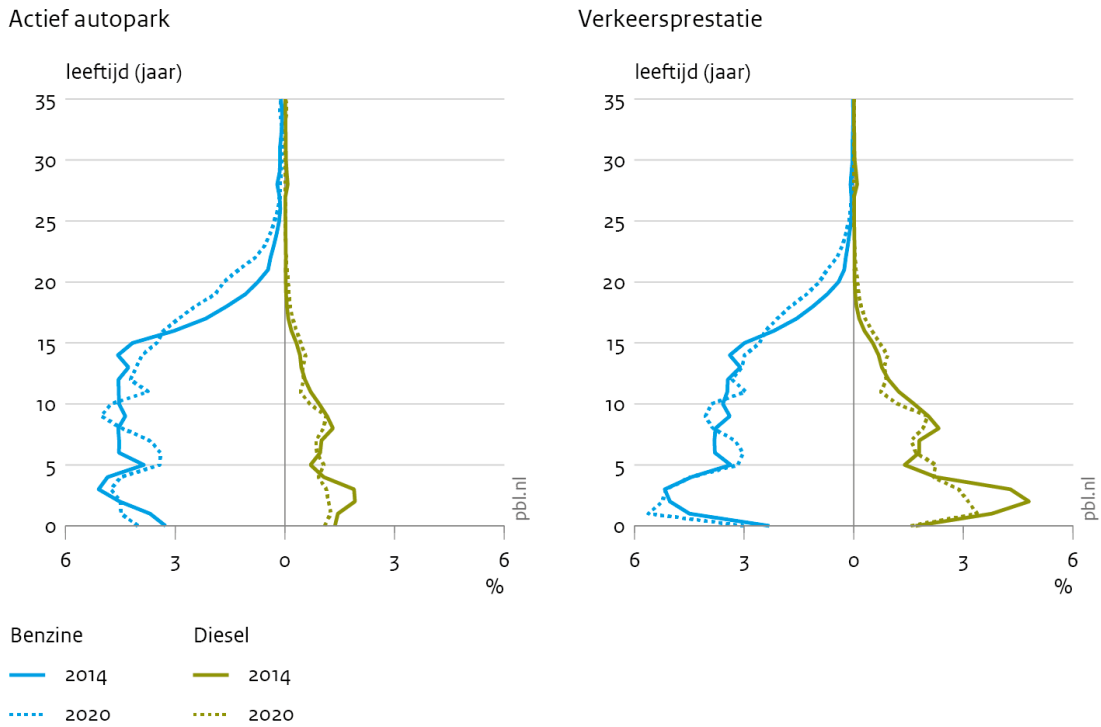 Actief autopark
Verkeersprestatie
leeftijd (jaar)
leeftijd (jaar)
35
30
25
20
15
10
5
0
6 3 0 3 6
%
pbl.nl
35
30
25
20
15
10
5
0
6 3 0 3 6
%
pbl.nl
Benzine Diesel
2014 2014
2020 2020